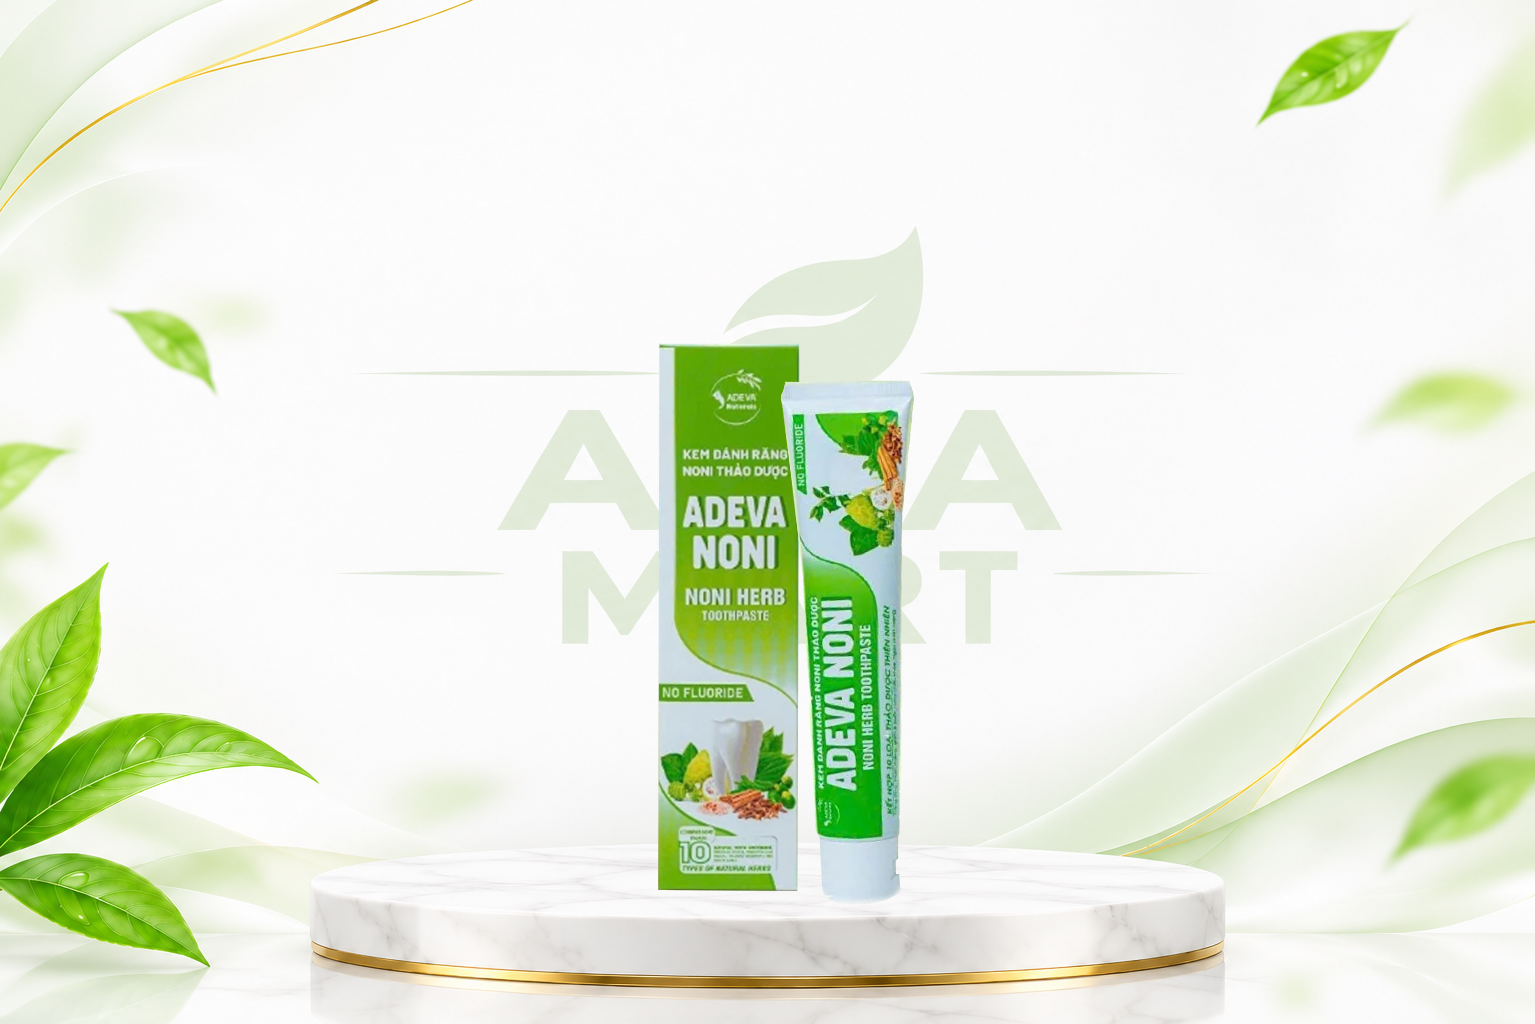 ADEVA
Naturals
KEM ĐÁNH RĂNG
NONI THẢO DƯỢC
ADEVA
NONI
NONI HERB
TOOTHPASTE
NO FLUORIDE
10
TYPES OF NATURAL HERBS
NO FLUORIDE
KEM ĐÁNH RĂNG NONI THẢO DƯỢC
ADEVA NONI
NONI HERB TOOTHPASTE
KẾT HỢP 10 LOẠI THẢO DƯỢC THIÊN NHIÊN